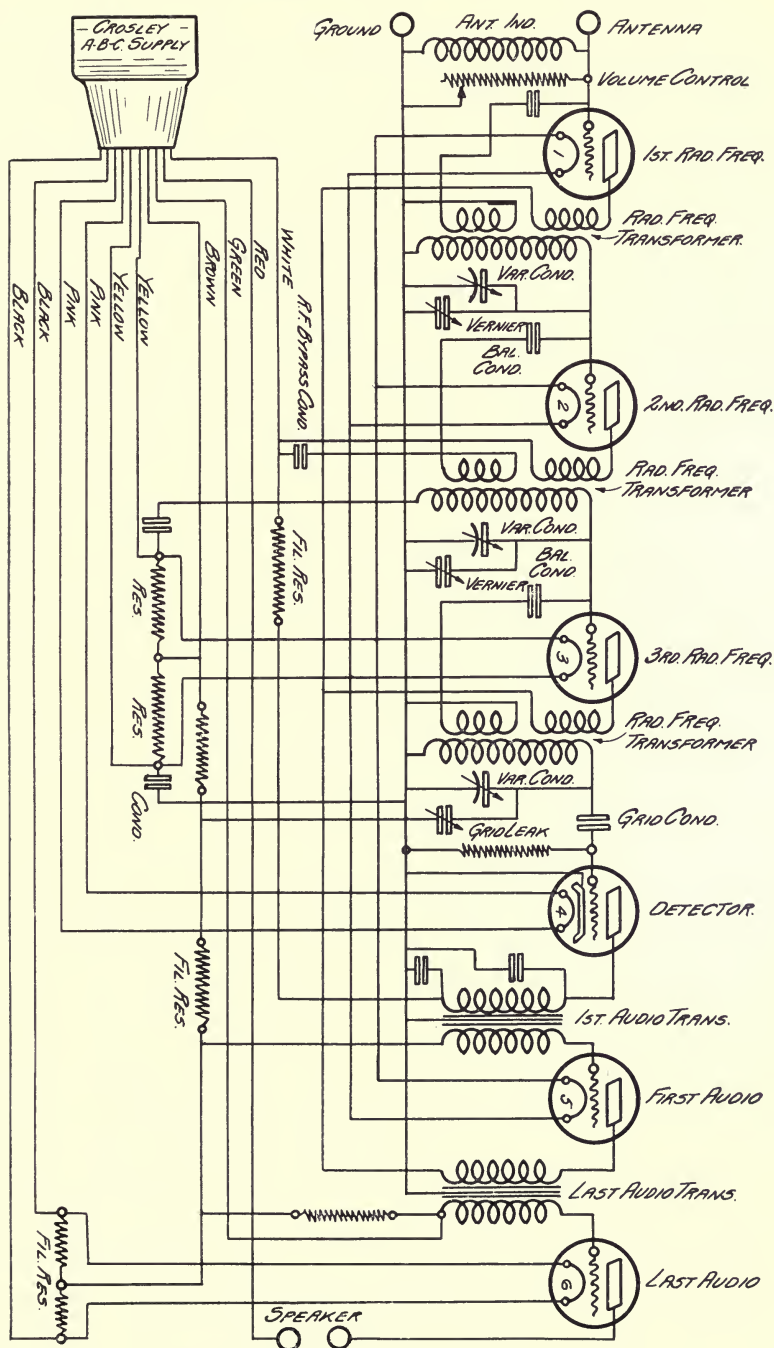 - CROSLEY -
A-B-C. SUPPLY
GROUND
ANT. IND.
ANTENNA
VOLUME CONTROL
1
1ST. RAD. FREQ.
RAD. FREQ.
TRANSFORMER.
VAR. COND.
VERNIER
BAL.
COND.
2
2ND. RAD. FREQ.
RAD. FREQ.
TRANSFORMER
VAR. COND.
BAL.
COND.
VERNIER
3
3RD. RAD. FREQ.
RAD. FREQ.
TRANSFORMER
VAR. COND.
GRID COND.
GRID LEAK
4
DETECTOR.
1ST. AUDIO TRANS.
5
FIRST AUDIO
LAST AUDIO TRANS.
6
LAST AUDIO
SPEAKER
BLACK
BLACK
PINK
PINK
YELLOW
YELLOW
BROWN
GREEN
RED
WHITE
R.F. BYPASS COND.
FIL. RES.
RES.
RES.
COND.
FIL. RES.
FIL. RES.